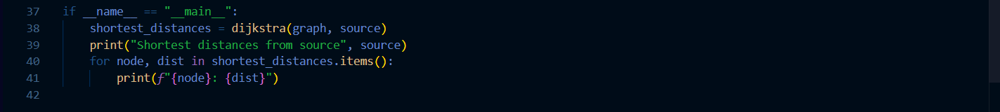 37 if __name__ == "__main__":
38     shortest_distances = dijkstra(graph, source)
39     print("Shortest distances from source", source)
40     for node, dist in shortest_distances.items():
41         print(f"{node}: {dist}")
42